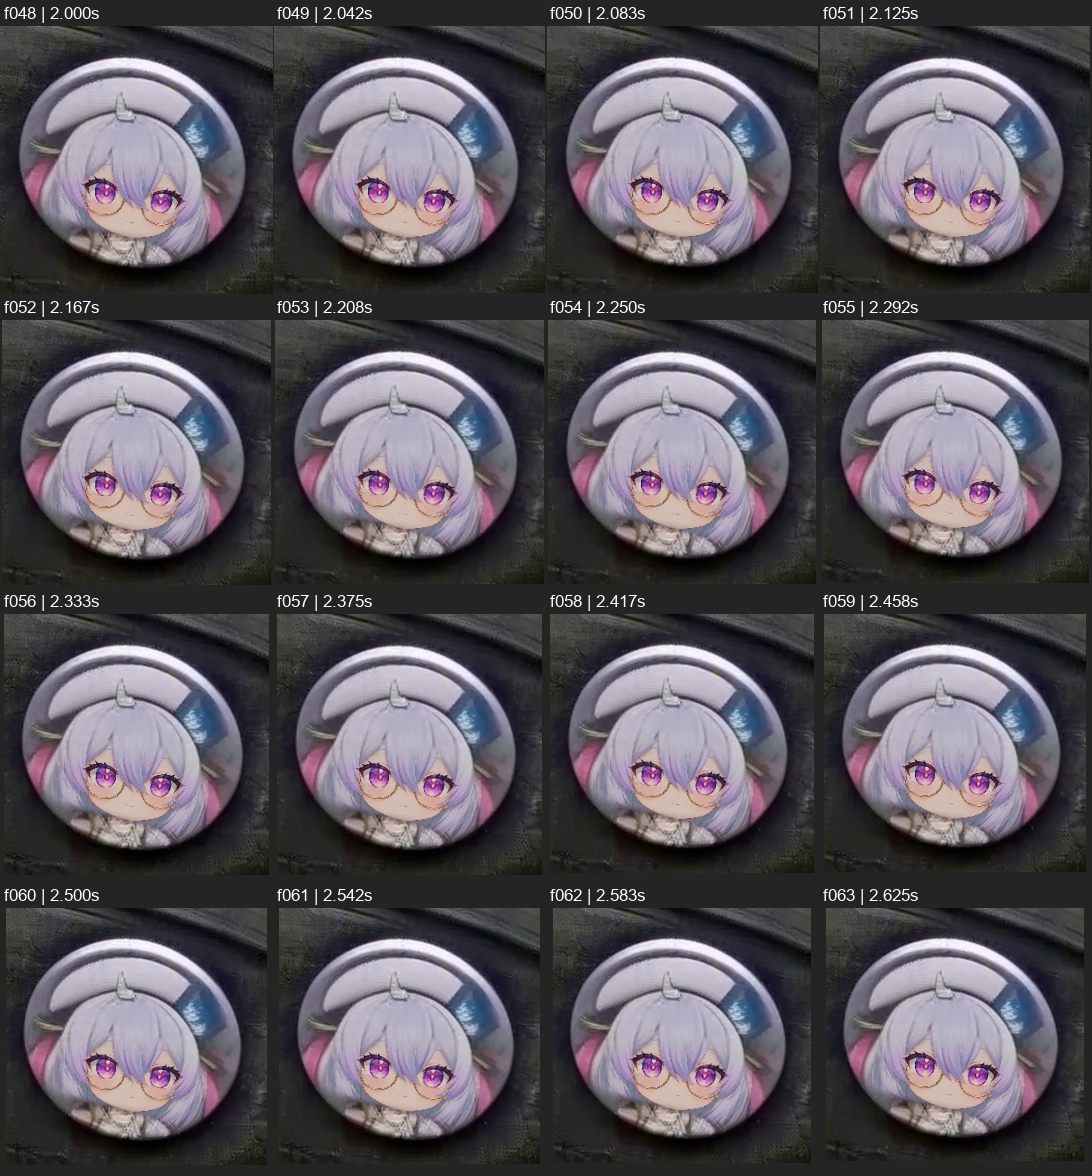 f048 | 2.000s
f049 | 2.042s
f050 | 2.083s
f051 | 2.125s
f052 | 2.167s
f053 | 2.208s
f054 | 2.250s
f055 | 2.292s
f056 | 2.333s
f057 | 2.375s
f058 | 2.417s
f059 | 2.458s
f060 | 2.500s
f061 | 2.542s
f062 | 2.583s
f063 | 2.625s